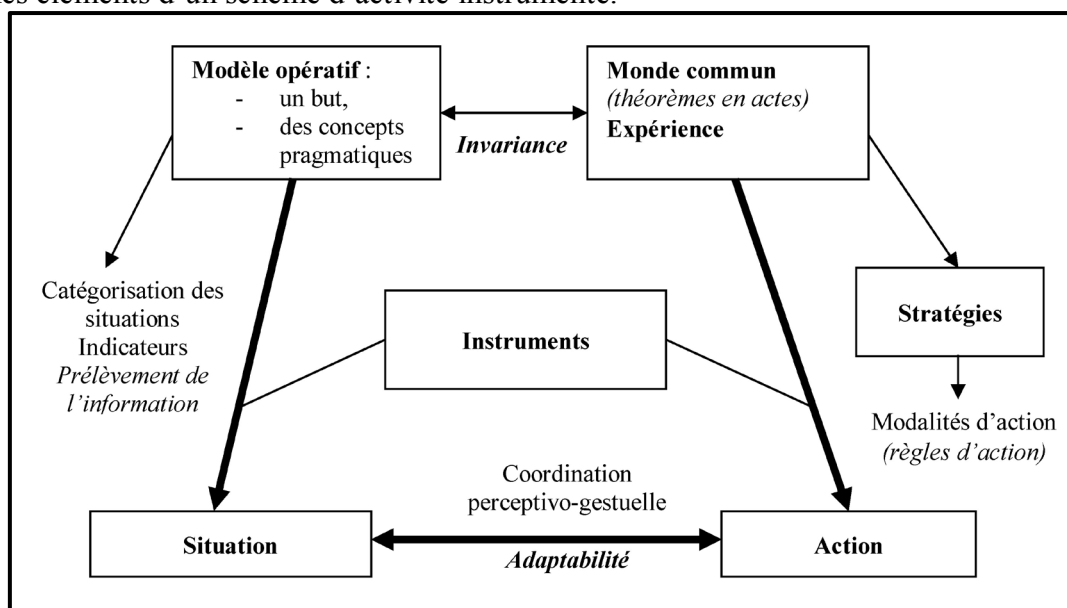 les éléments d'un schème d'activité instrumenté.
Modèle opératif :
- un but,
- des concepts
pragmatiques
Invariance
Monde commun
(théorèmes en actes)
Expérience
Catégorisation des
situations
Indicateurs
Prélèvement de
l'information
Instruments
Stratégies
Modalités d'action
(règles d'action)
Coordination
perceptivo-gestuelle
Situation
Adaptabilité
Action